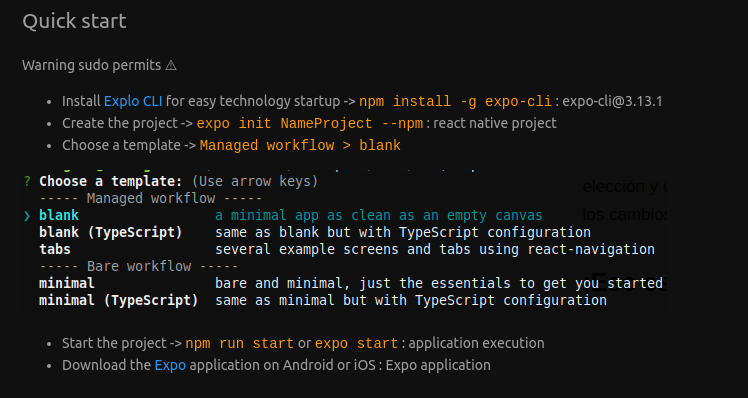 Quick start
Warning sudo permits ⚠
• Install Explo CLI for easy technology startup -> npm install -g expo-cli : expo-cli@3.13.1
• Create the project -> expo init NameProject --npm : react native project
• Choose a template -> Managed workflow > blank
? Choose a template: (Use arrow keys)
elección y
----- Managed workflow -----
❯ blank a minimal app as clean as an empty canvas
los cambios
blank (TypeScript) same as blank but with TypeScript configuration
tabs several example screens and tabs using react-navigation
----- Bare workflow -----
minimal bare and minimal, just the essentials to get you started
minimal (TypeScript) same as minimal but with TypeScript configuration
• Start the project -> npm run start or expo start : application execution
• Download the Expo application on Android or iOS : Expo application